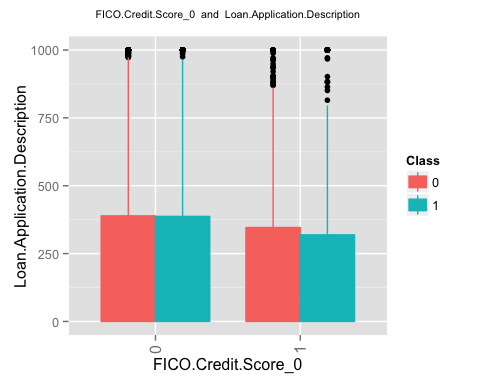 FICO.Credit.Score_0 and Loan.Application.Description
1000
750
500
250
0
Loan.Application.Description
0
1
FICO.Credit.Score_0
Class
0
1